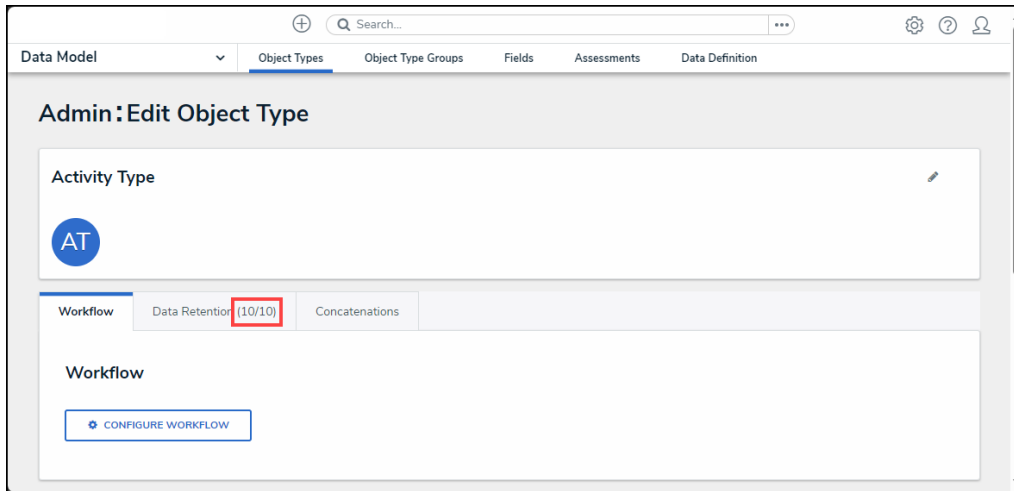 Search...
Data Model Object Types Object Type Groups Fields Assessments Data Definition
Admin:Edit Object Type
Activity Type
AT
Workflow Data Retention (10/10) Concatenations
Workflow
CONFIGURE WORKFLOW